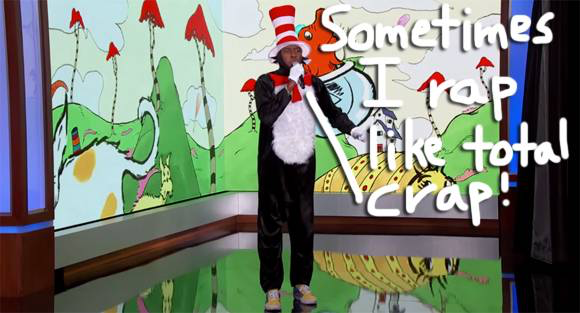 Sometimes
I rap
like total
crap!